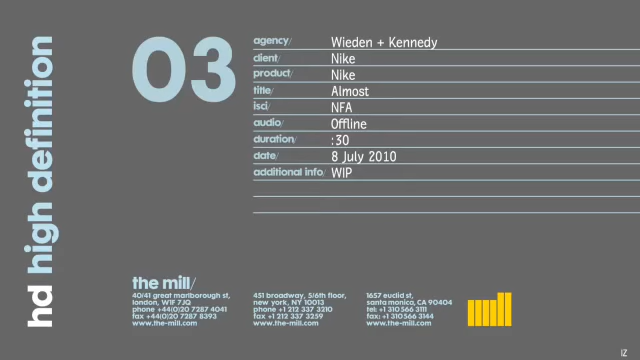 hd high definition
03
agency/ Wieden + Kennedy
client/ Nike
product/ Nike
title/ Almost
isci/ NFA
audio/ Offline
duration/ :30
date/ 8 July 2010
additional info/ WIP
the mill/
40/41 great marlborough st,
london, W1F 7JQ
phone +44(0)20 7287 4041
fax +44(0)20 7287 8393
www.the-mill.com
451 broadway, 5/6th floor,
new york, NY 10013
phone +1 212 337 3210
fax +1 212 337 3259
www.the-mill.com
1657 euclid st,
santa monica, CA 90404
tel: +1 310 566 3111
fax: +1 310 566 3144
www.the-mill.com
IZ